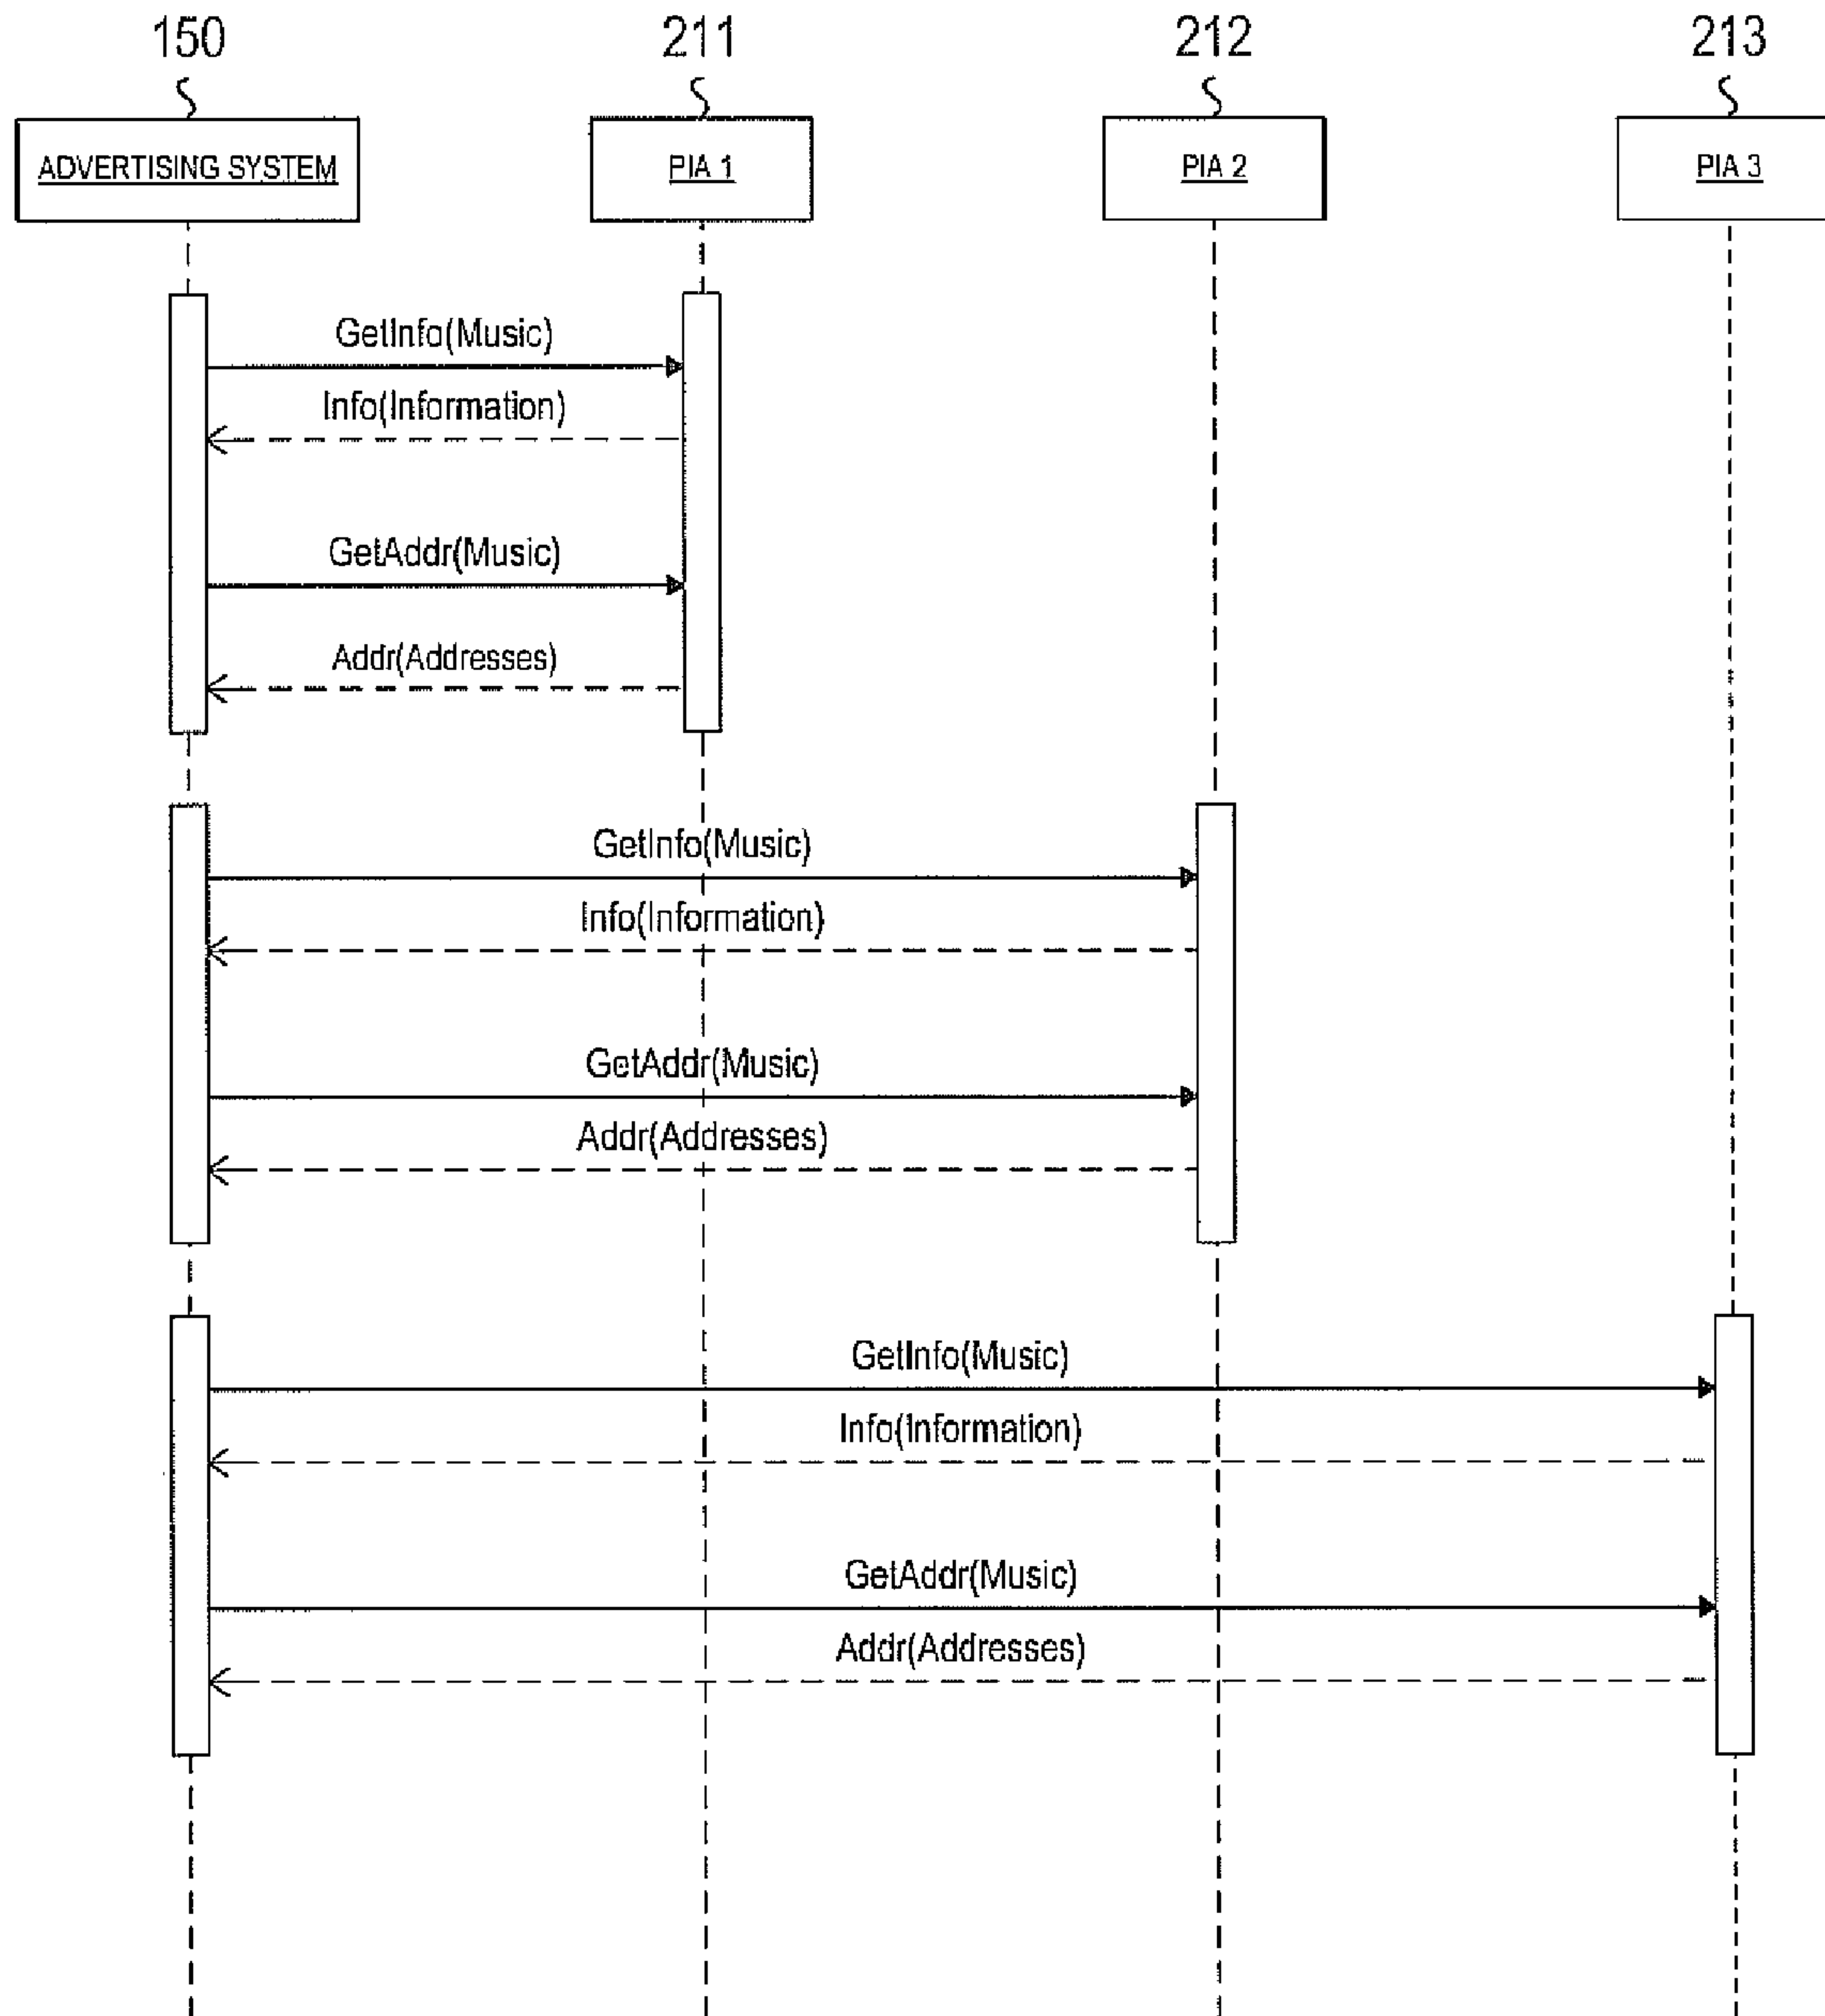 150 211 212 213
ADVERTISING SYSTEM PIA 1 PIA 2 PIA 3
GetInfo(Music)
Info(Information)
GetAddr(Music)
Addr(Addresses)
GetInfo(Music)
Info(Information)
GetAddr(Music)
Addr(Addresses)
GetInfo(Music)
Info(Information)
GetAddr(Music)
Addr(Addresses)